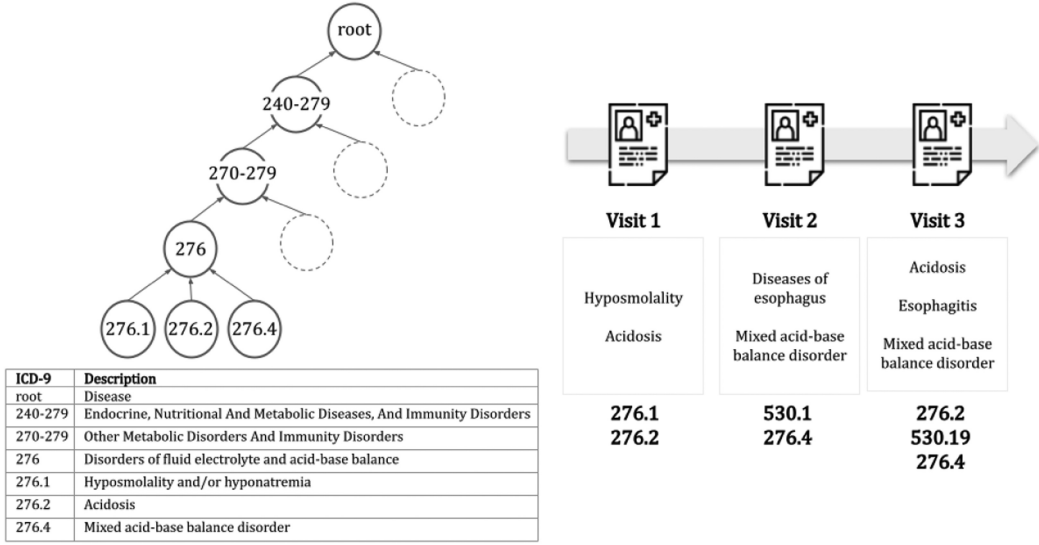 root
240-279
270-279
276
276.1 276.2 276.4
ICD-9 Description
root Disease
240-279 Endocrine, Nutritional And Metabolic Diseases, And Immunity Disorders
270-279 Other Metabolic Disorders And Immunity Disorders
276 Disorders of fluid electrolyte and acid-base balance
276.1 Hyposmolality and/or hyponatremia
276.2 Acidosis
276.4 Mixed acid-base balance disorder
Visit 1
Hyposmolality
Acidosis
276.1
276.2
Visit 2
Diseases of
esophagus
Mixed acid-base
balance disorder
530.1
276.4
Visit 3
Acidosis
Esophagitis
Mixed acid-base
balance disorder
276.2
530.19
276.4